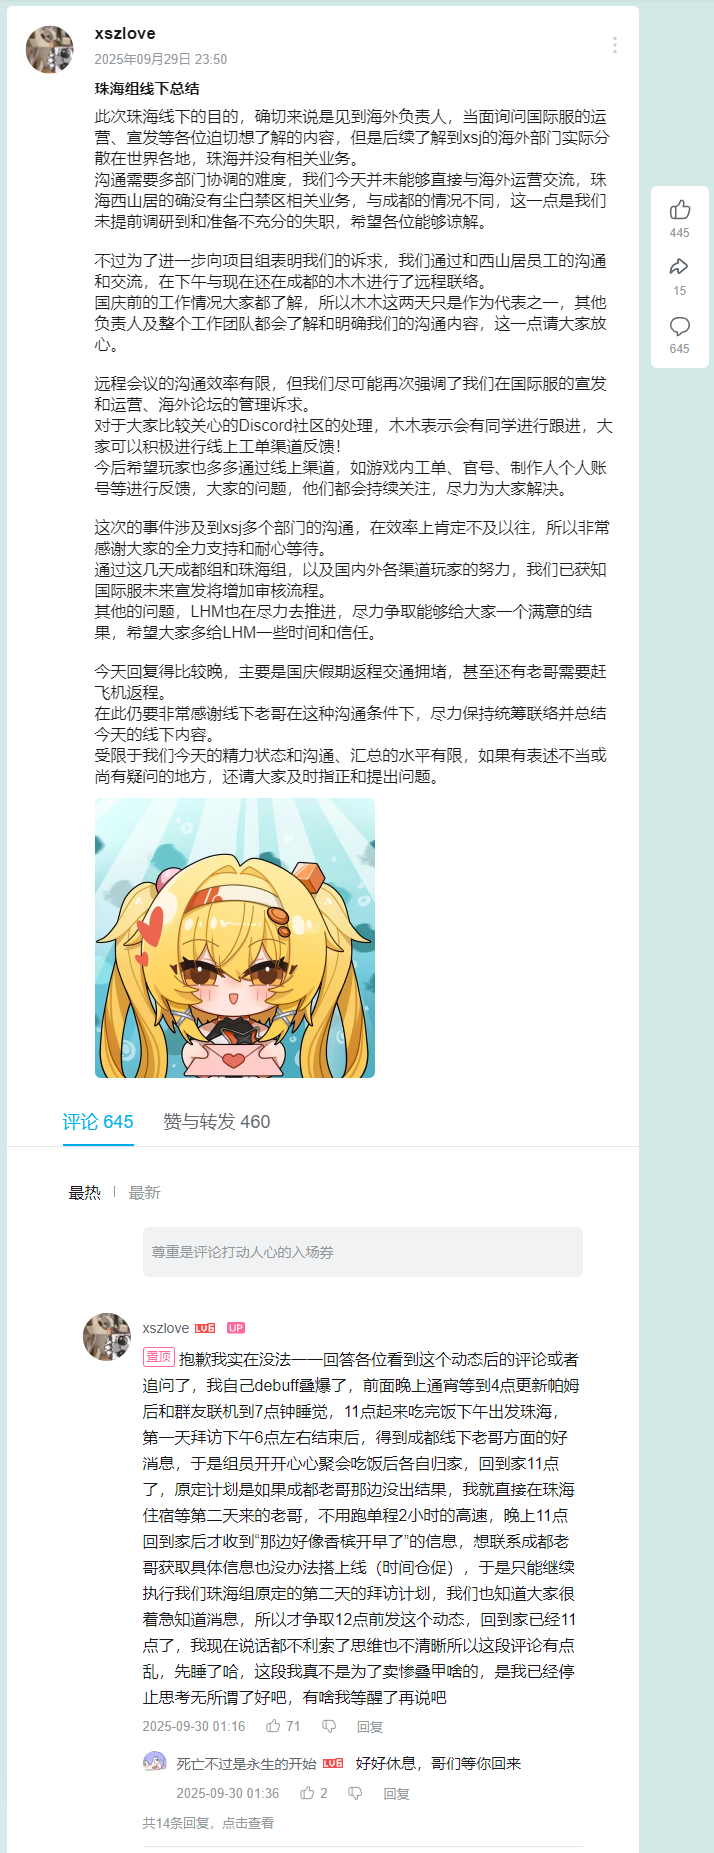 xszlove
2025年09月29日 23:50
珠海组线下总结
此次珠海线下的目的，确切来说是见到海外负责人，当面询问国际服的运
营、宣发等各位迫切想了解的内容，但是后续了解到xsj的海外部门实际分
散在世界各地，珠海并没有相关业务。
沟通需要多部门协调的难度，我们今天并未能够直接与海外运营交流，珠
海西山居的确没有尘白禁区相关业务，与成都的情况不同，这一点是我们
未提前调研到和准备不充分的失职，希望各位能够谅解。
不过为了进一步向项目组表明我们的诉求，我们通过和西山居员工的沟通
和交流，在下午与现在还在成都的木木进行了远程联络。
国庆前的工作情况大家都了解，所以木木这两天只是作为代表之一，其他
负责人及整个工作团队都会了解和明确我们的沟通内容，这一点请大家放
心。
远程会议的沟通效率有限，但我们尽可能再次强调了我们在国际服的宣发
和运营、海外论坛的管理诉求。
对于大家比较关心的Discord社区的处理，木木表示会有同学进行跟进，大
家可以积极进行线上工单渠道反馈！
今后希望玩家也多多通过线上渠道，如游戏内工单、官号、制作人个人账
号等进行反馈，大家的问题，他们都会持续关注，尽力为大家解决。
这次的事件涉及到xsj多个部门的沟通，在效率上肯定不及以往，所以非常
感谢大家的全力支持和耐心等待。
通过这几天成都组和珠海组，以及国内外各渠道玩家的努力，我们已获知
国际服未来宣发将增加审核流程。
其他的问题，LHM也在尽力去推进，尽力争取能够给大家一个满意的结
果，希望大家多给LHM一些时间和信任。
今天回复得比较晚，主要是国庆假期返程交通拥堵，甚至还有老哥需要赶
飞机返程。
在此仍要非常感谢线下老哥在这种沟通条件下，尽力保持统筹联络并总结
今天的线下内容。
受限于我们今天的精力状态和沟通、汇总的水平有限，如果有表述不当或
尚有疑问的地方，还请大家及时指正和提出问题。
445
15
645
评论 645 赞与转发 460
最热 最新
尊重是评论打动人心的入场券
xszlove LV6 UP
置顶 抱歉我实在没法一一回答各位看到这个动态后的评论或者
追问了，我自己debuff叠爆了，前面晚上通宵等到4点更新帕姆
后和群友联机到7点钟睡觉，11点起来吃完饭下午出发珠海，
第一天拜访下午6点左右结束后，得到成都线下老哥方面的好
消息，于是组员开开心心聚会吃饭后各自归家，回到家11点
了，原定计划是如果成都老哥那边没出结果，我就直接在珠海
住宿等第二天来的老哥，不用跑单程2小时的高速，晚上11点
回到家后才收到“那边好像香槟开早了”的信息，想联系成都老
哥获取具体信息也没办法搭上线（时间仓促），于是只能继续
执行我们珠海组原定的第二天的拜访计划，我们也知道大家很
着急知道消息，所以才争取12点前发这个动态，回到家已经11
点了，我现在说话都不利索了思维也不清晰所以这段评论有点
乱，先睡了哈，这段我真不是为了卖惨叠甲啥的，是我已经停
止思考无所谓了好吧，有啥我等醒了再说吧
2025-09-30 01:16 71 回复
死亡不过是永生的开始 LV6 好好休息，哥们等你回来
2025-09-30 01:36 2 回复
共14条回复，点击查看